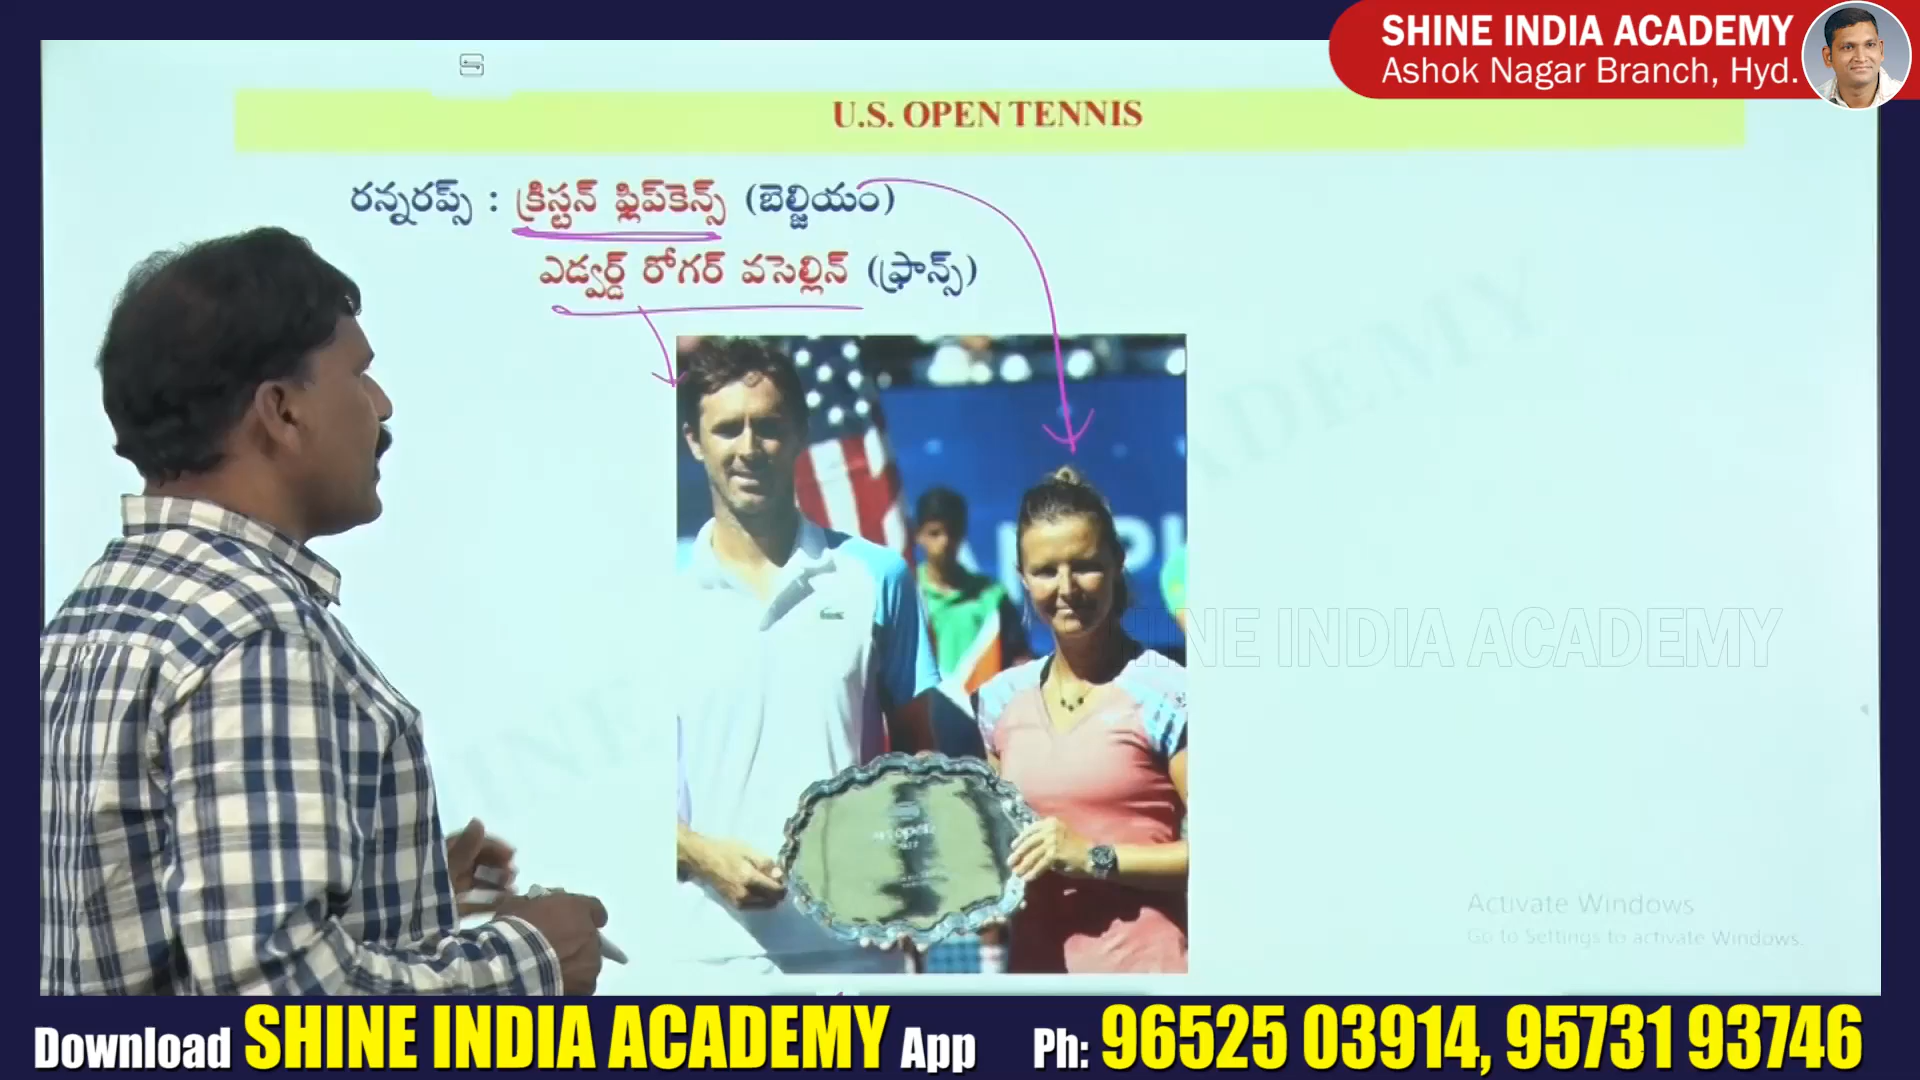 SHINE INDIA ACADEMY
Ashok Nagar Branch, Hyd.
U.S. OPEN TENNIS
రన్నరప్స్ : క్రిస్టన్ ఫ్లిప్‌కెన్స్ (బెల్జియం)
ఎడ్వర్డ్ రోగర్ వసెల్లిన్ (ఫ్రాన్స్)
SHINE INDIA ACADEMY
Activate Windows
Go to Settings to activate Windows.
Download SHINE INDIA ACADEMY App Ph: 96525 03914, 95731 93746